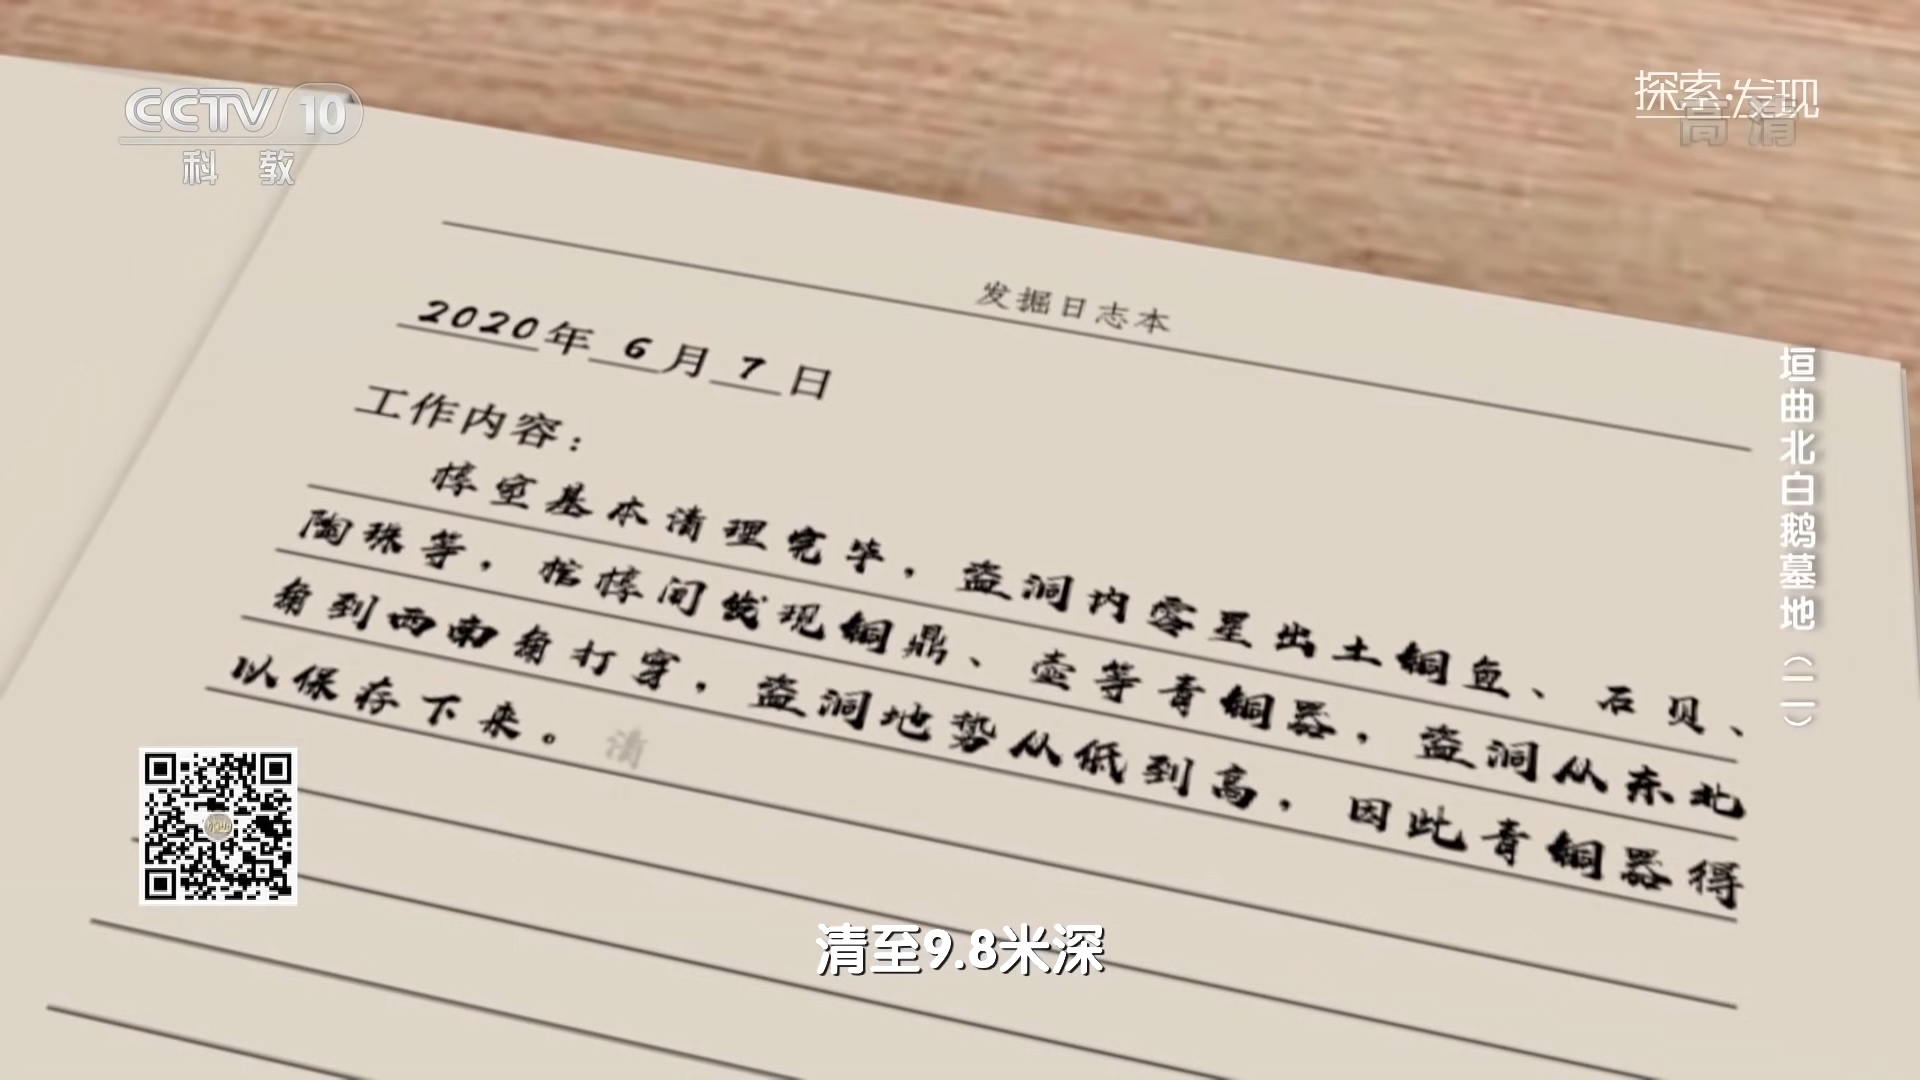 CCTV 10
科 教
探索·发现
高清
发掘日志本
2020年 6月 7日
工作内容：
椁室基本清理完毕，盗洞内零星出土铜鱼、石贝、
陶珠等，棺椁间发现铜鼎、壶等青铜器，盗洞从东北
角到西南角打穿，盗洞地势从低到高，因此青铜器得
以保存下来。清
垣曲北白鹅墓地（二）
清至9.8米深